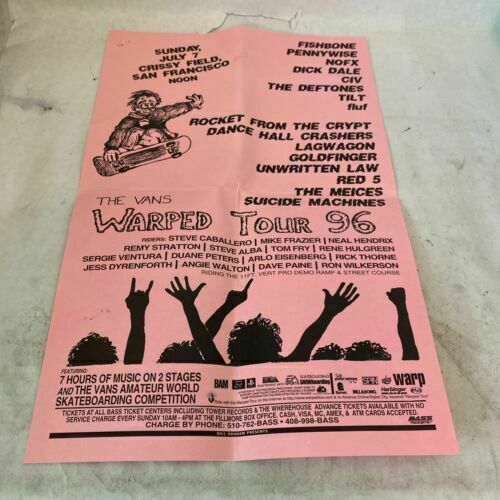 SUNDAY,
JULY 7
CRISSY FIELD,
SAN FRANCISCO
NOON
FISHBONE
PENNYWISE
NOFX
DICK DALE
CIV
THE DEFTONES
TILT
fluf
ROCKET FROM THE CRYPT
DANCE HALL CRASHERS
LAGWAGON
GOLDFINGER
UNWRITTEN LAW
RED 5
THE MEICES
SUICIDE MACHINES
THE VANS
WARPED TOUR 96
RIDERS: STEVE CABALLERO | MIKE FRAZIER | NEAL HENDRIX
REMY STRATTON | STEVE ALBA | TOM FRY | RENE HULGREEN
SERGIE VENTURA | DUANE PETERS | ARLO EISENBERG | RICK THORNE
JESS DYRENFORTH | ANGIE WALTON | DAVE PAINE | RON WILKERSON
RIDING THE 11FT. VERT PRO DEMO RAMP & STREET COURSE
FEATURING:
7 HOURS OF MUSIC ON 2 STAGES
AND THE VANS AMATEUR WORLD
SKATEBOARDING COMPETITION
BAM
SKATEBOARDING
SPIN
warp
BILLBOARD,
Harbinger
TICKETS AT ALL BASS TICKET CENTERS INCLUDING TOWER RECORDS & THE WHEREHOUSE ADVANCE TICKETS AVAILABLE WITH NO
SERVICE CHARGE EVERY SUNDAY 10AM - 4PM AT THE FILLMORE BOX OFFICE. CASH, VISA, MC, AMEX, & ATM CARDS ACCEPTED.
CHARGE BY PHONE: 510-762-BASS • 408-998-BASS
BASS
TICKETS
BILL GRAHAM PRESENTS